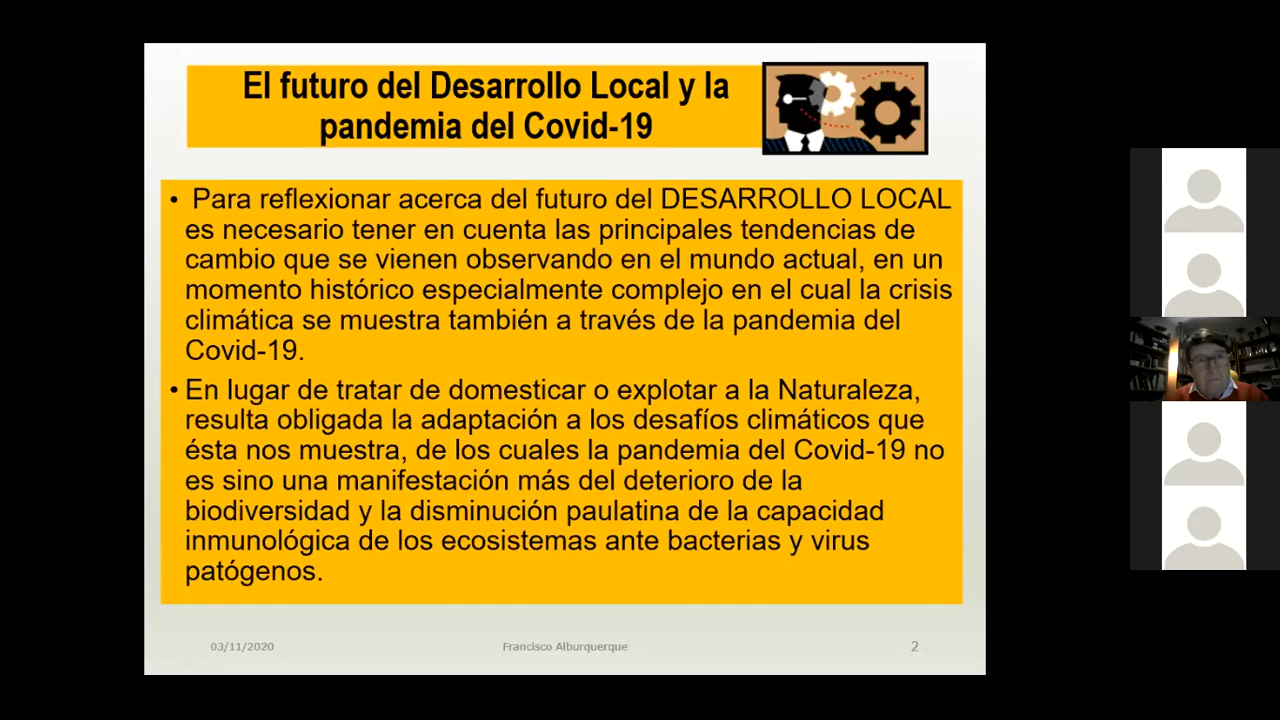 El futuro del Desarrollo Local y la
pandemia del Covid-19
• Para reflexionar acerca del futuro del DESARROLLO LOCAL
es necesario tener en cuenta las principales tendencias de
cambio que se vienen observando en el mundo actual, en un
momento histórico especialmente complejo en el cual la crisis
climática se muestra también a través de la pandemia del
Covid-19.
• En lugar de tratar de domesticar o explotar a la Naturaleza,
resulta obligada la adaptación a los desafíos climáticos que
ésta nos muestra, de los cuales la pandemia del Covid-19 no
es sino una manifestación más del deterioro de la
biodiversidad y la disminución paulatina de la capacidad
inmunológica de los ecosistemas ante bacterias y virus
patógenos.
03/11/2020
Francisco Alburquerque
2